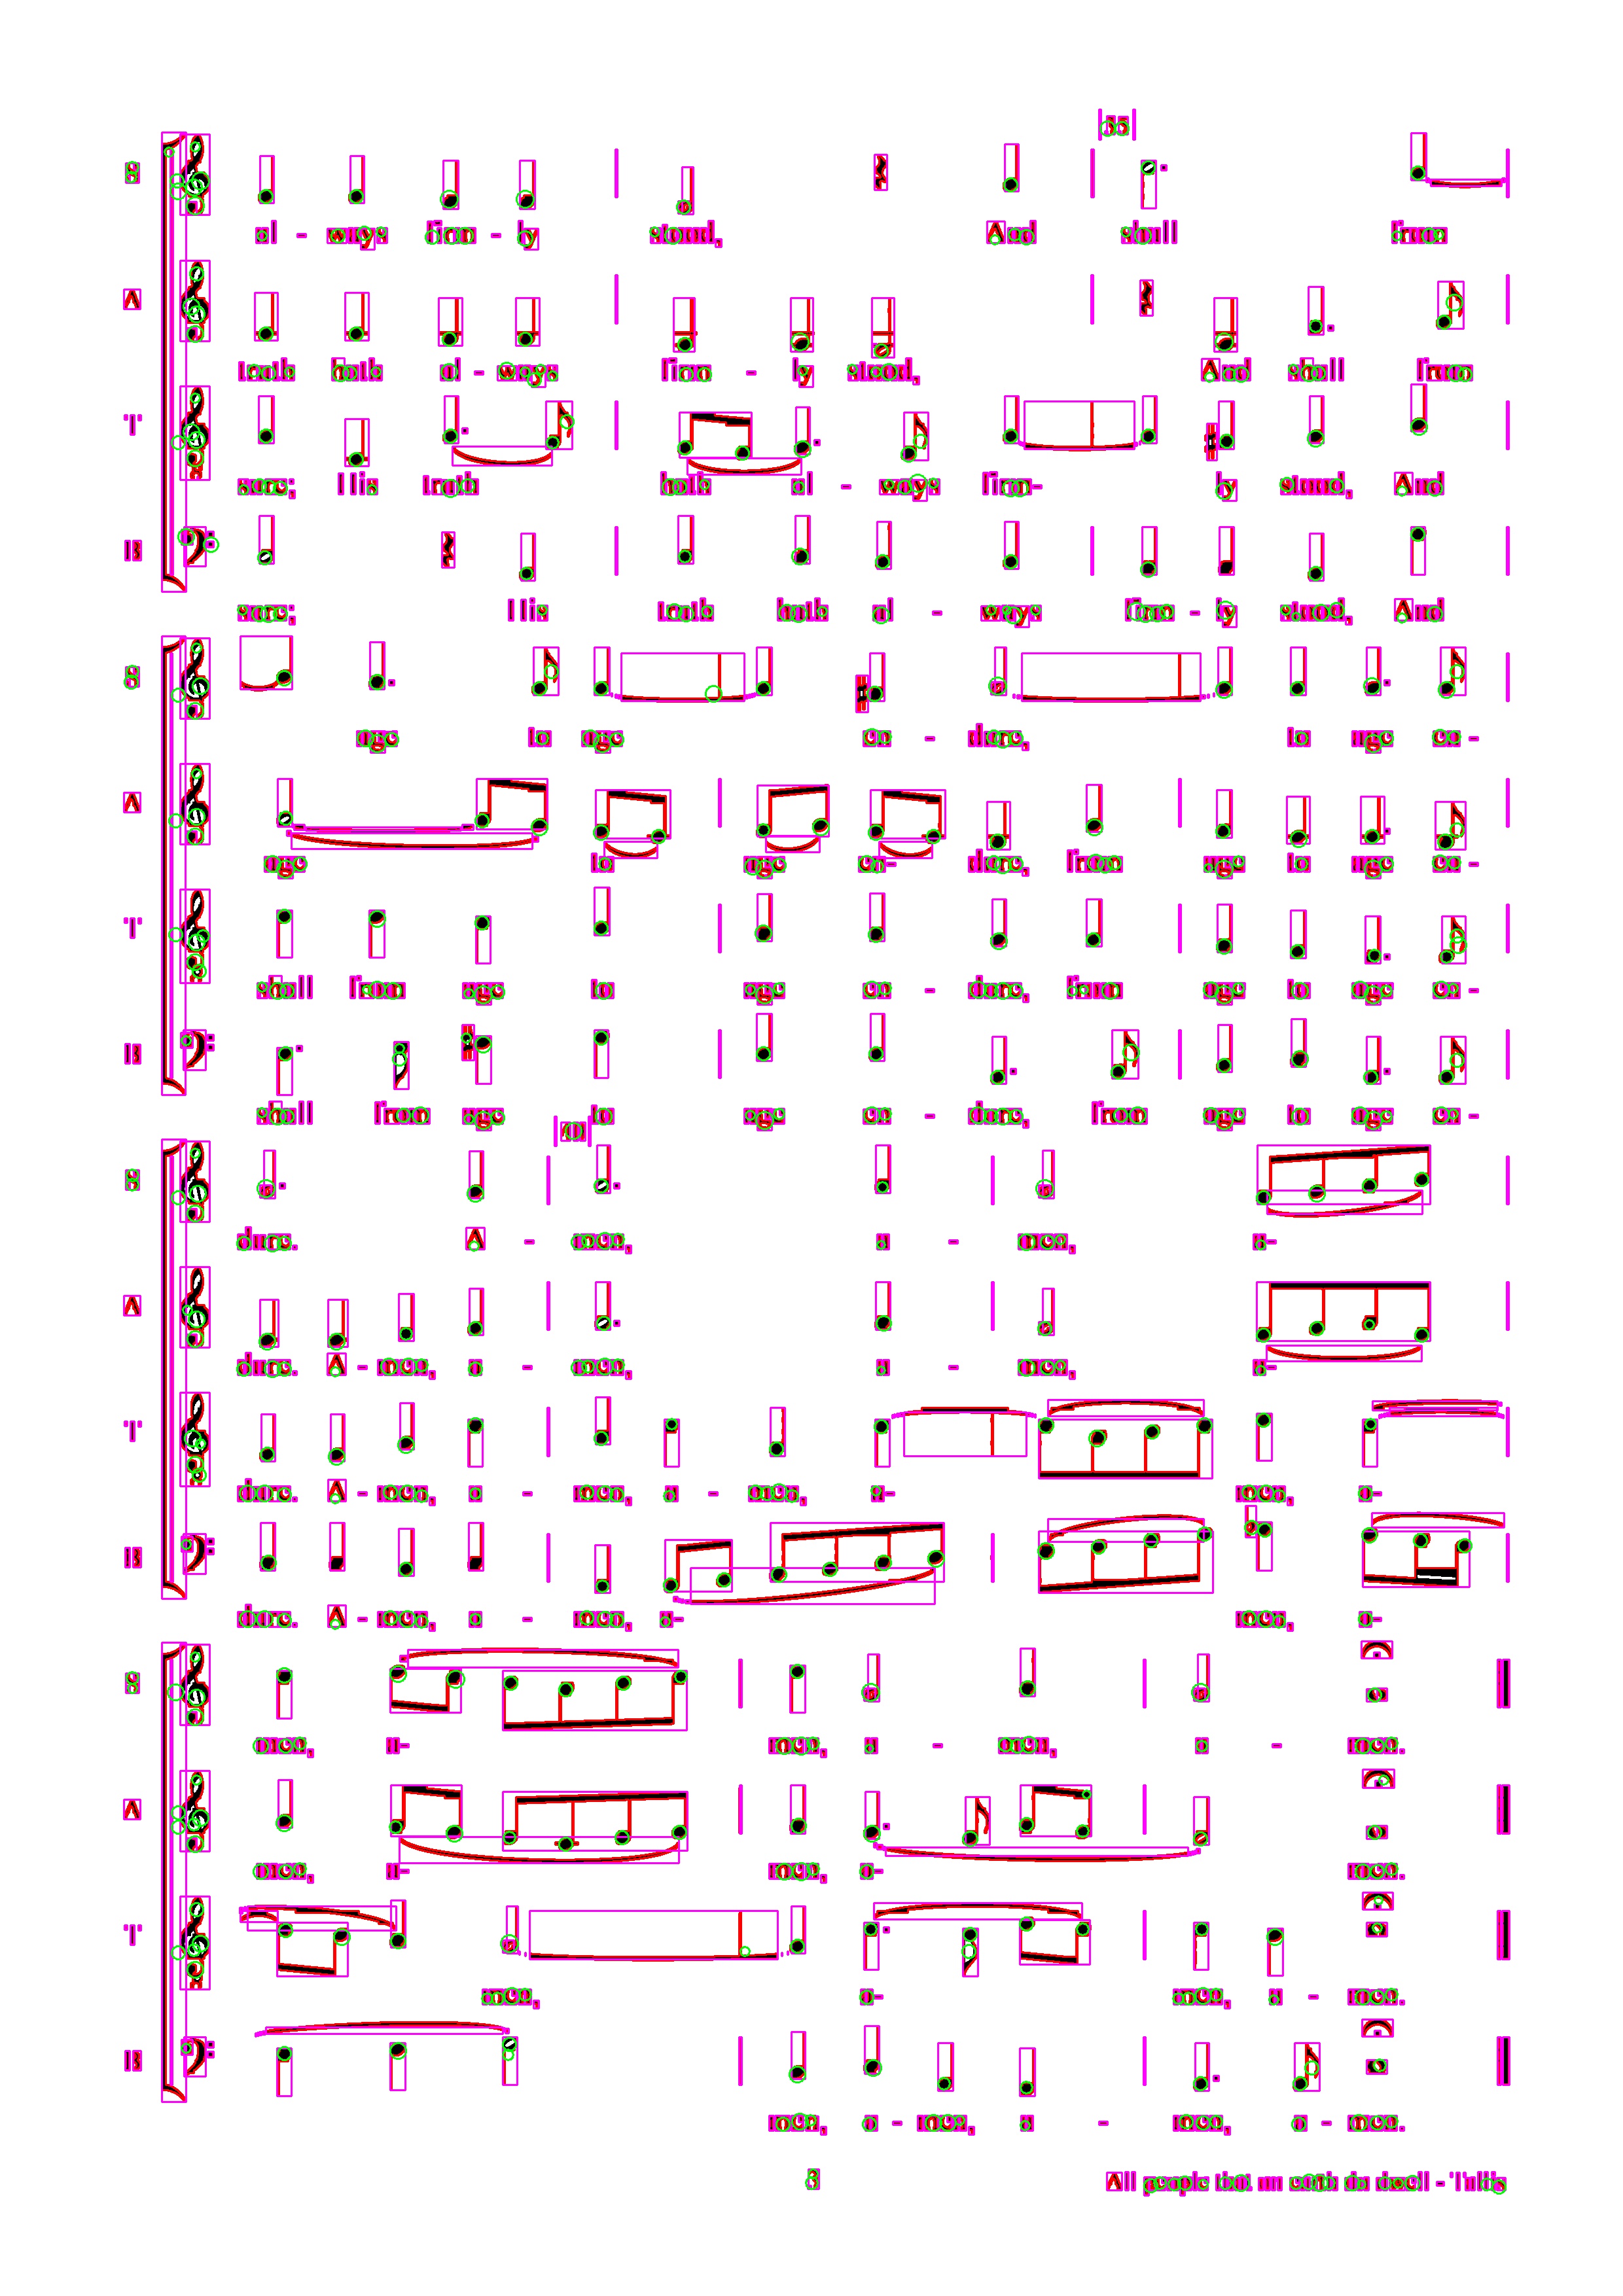 S al - ways firm - ly stood, And shall from
A truth hath al - ways firm - ly stood, And shall from
T sure; His truth hath al - ways firm- ly stood, And
B sure; His truth hath al - ways firm - ly stood, And
S age to age en - dure, to age en -
A age to age en- dure, from age to age en -
T shall from age to age en - dure, from age to age en -
B shall from age to age en - dure, from age to age en -
S dure. A - men, a - men, a-
A dure. A - men, a - men, a - men, a-
T dure. A - men, a - men, a - men, a- men, a-
B dure. A - men, a - men, a- men, a-
S men, a- men, a - men, a - men.
A men, a- men, a- men.
T men, a- men, a - men.
B men, a - men, a - men, a - men.
All people that on earth do dwell - Tallis